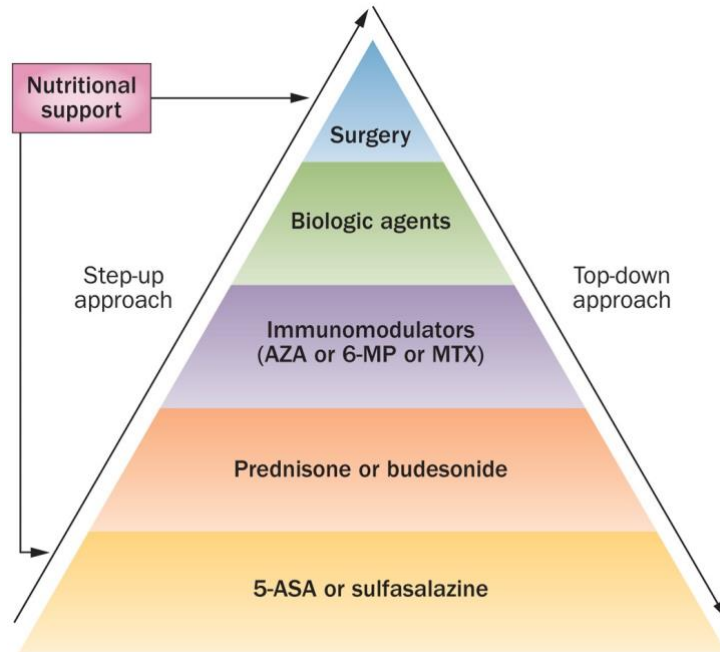 Nutritional
support
Surgery
Biologic agents
Step-up
approach
Top-down
approach
Immunomodulators
(AZA or 6-MP or MTX)
Prednisone or budesonide
5-ASA or sulfasalazine